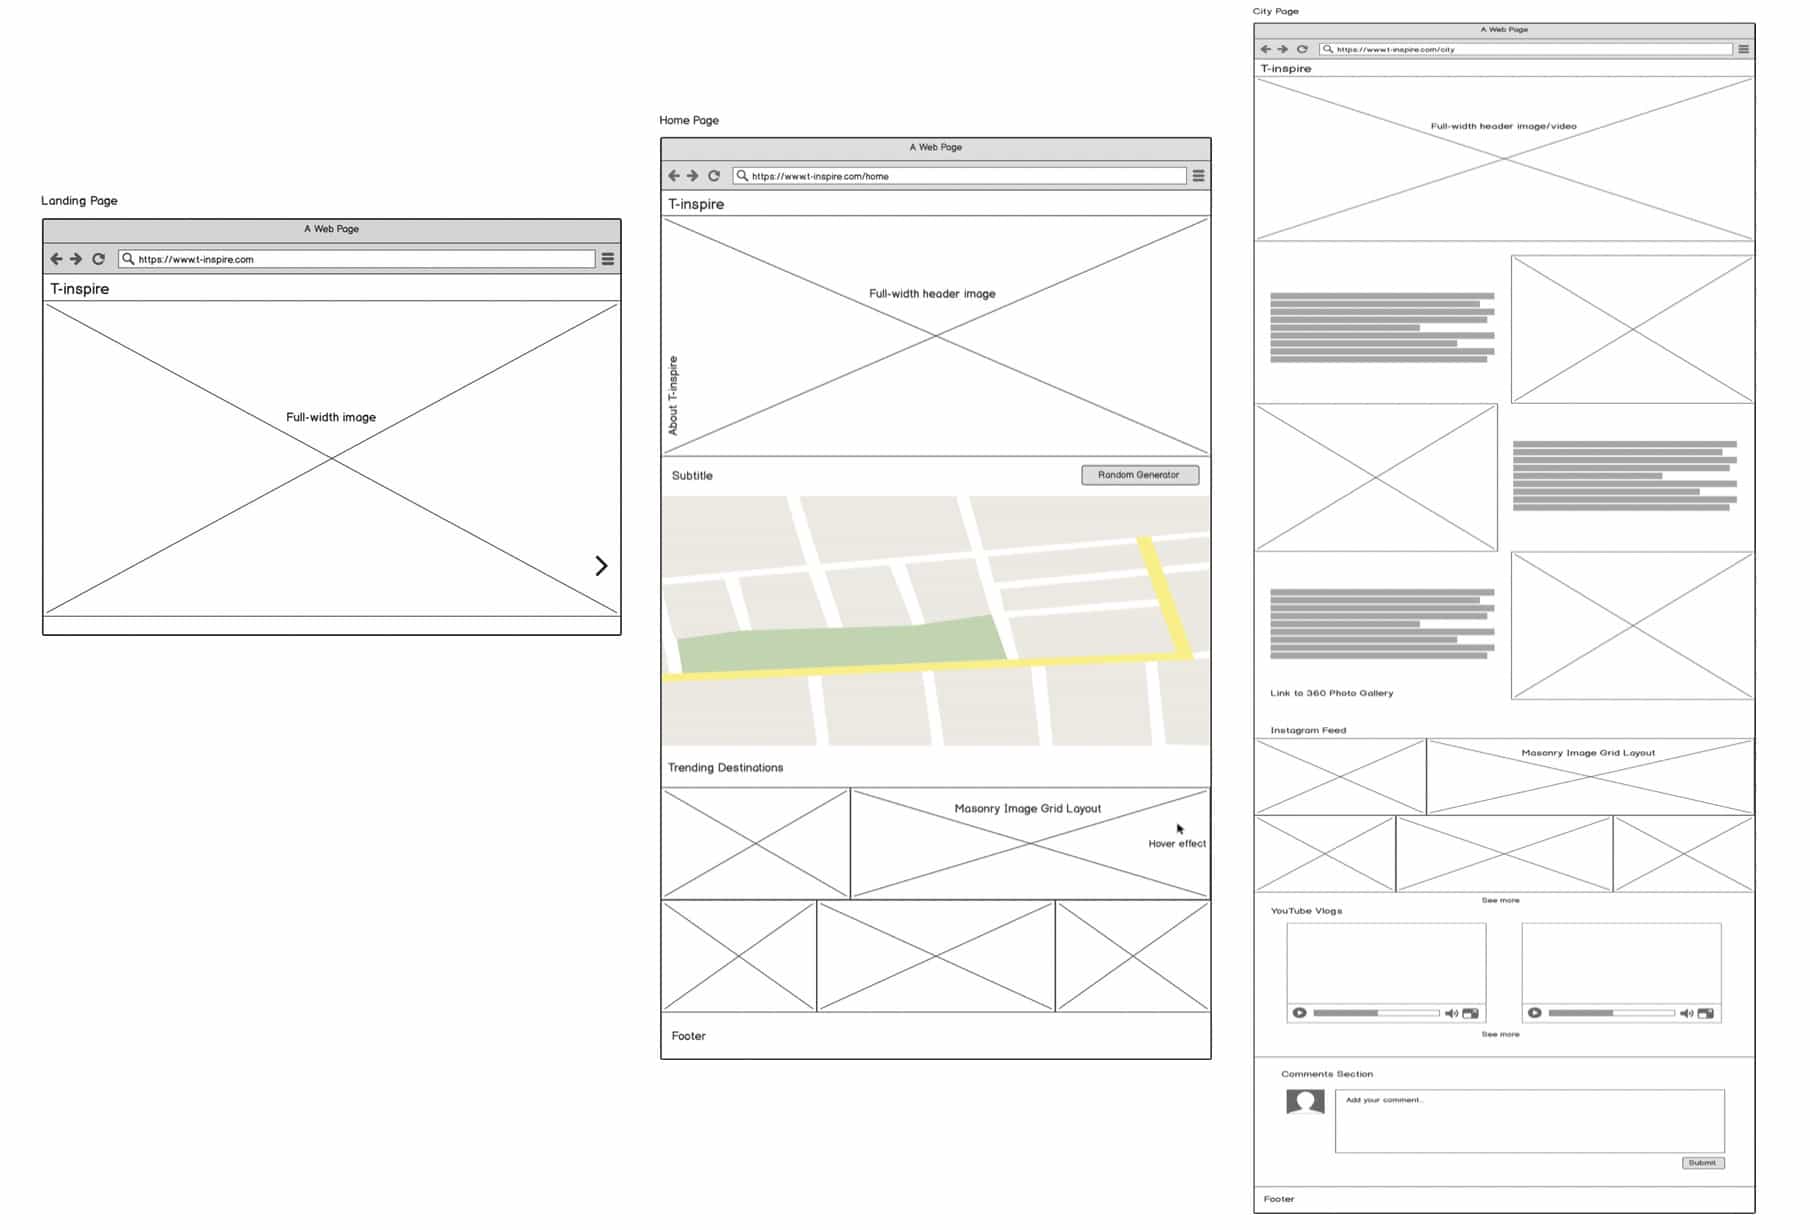 Landing Page
A Web Page
https://www.t-inspire.com
T-inspire
Full-width image
Home Page
A Web Page
https://www.t-inspire.com/home
T-inspire
Full-width header image
About T-inspire
Subtitle
Random Generator
Trending Destinations
Masonry Image Grid Layout
Hover effect
Footer
City Page
A Web Page
https://www.t-inspire.com/city
T-inspire
Full-width header image/video
Link to 360 Photo Gallery
Instagram Feed
Masonry Image Grid Layout
See more
YouTube Vlogs
See more
Comments Section
Add your comment..
Submit
Footer